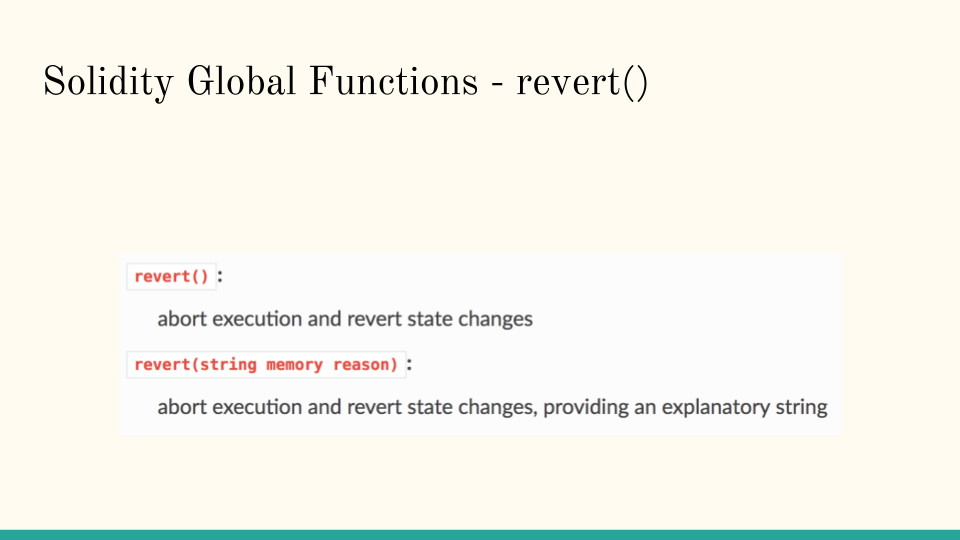 Solidity Global Functions - revert()
revert():
abort execution and revert state changes
revert(string memory reason):
abort execution and revert state changes, providing an explanatory string